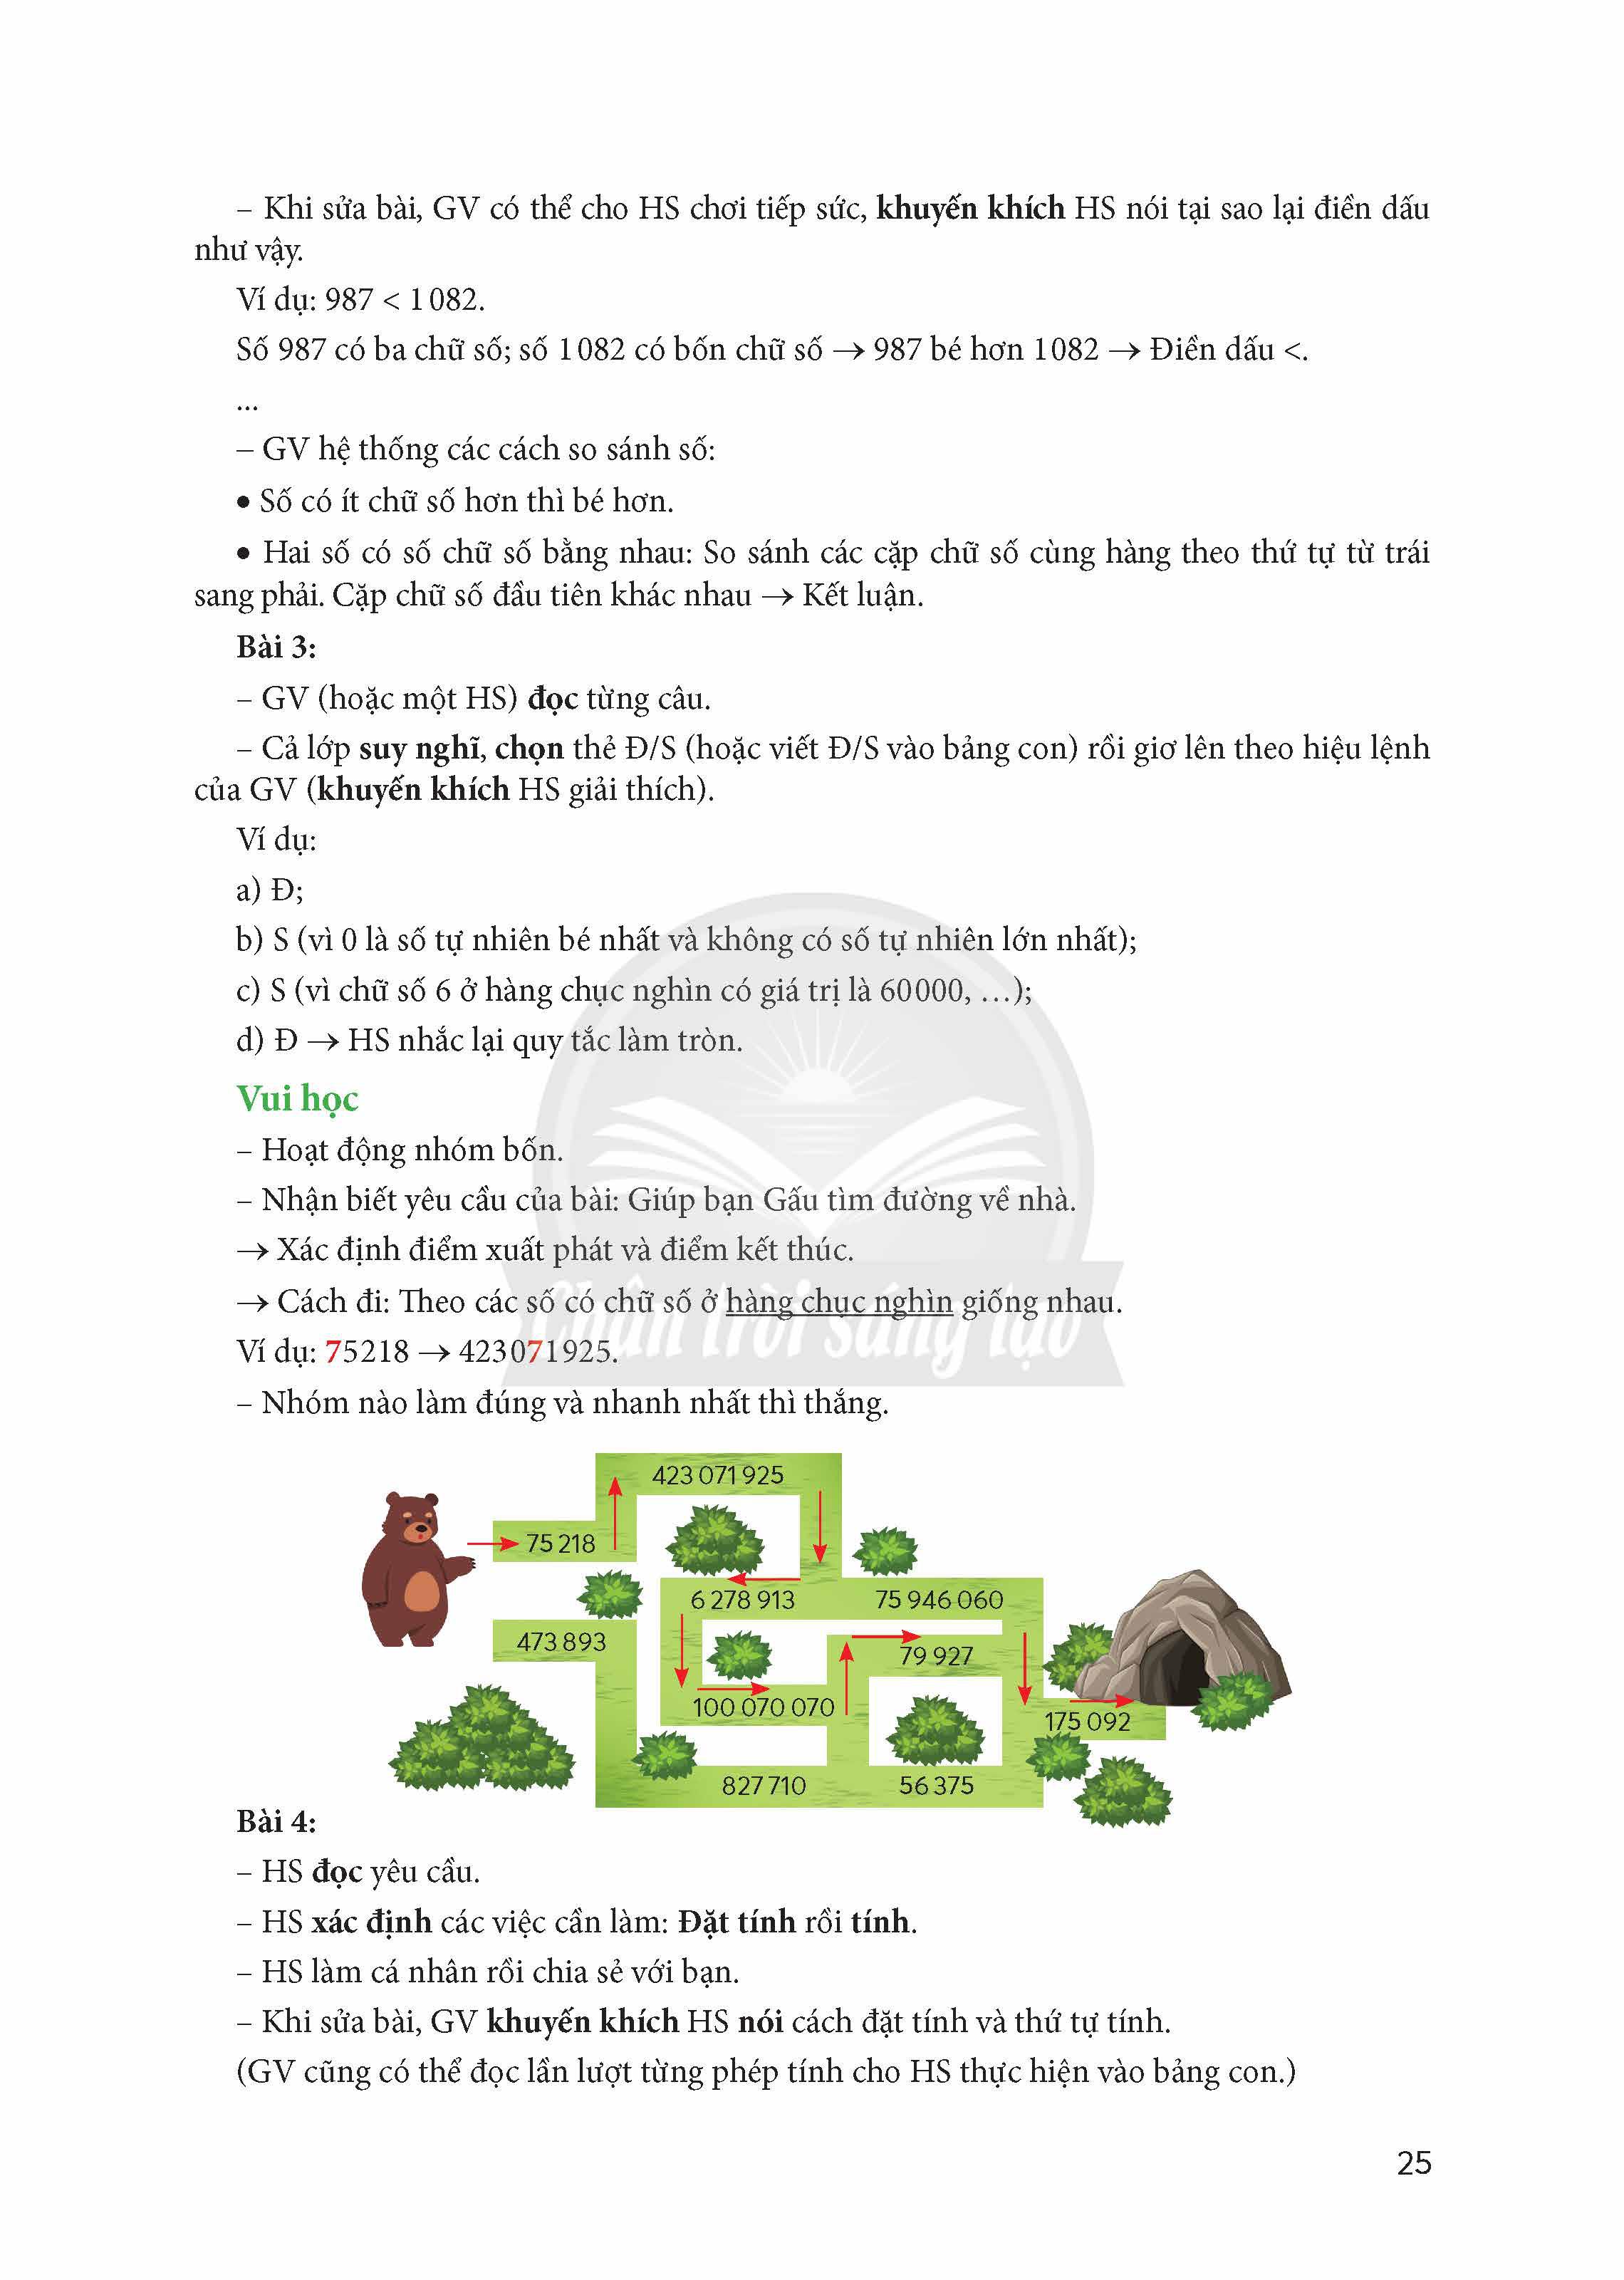 – Khi sửa bài, GV có thể cho HS chơi tiếp sức, khuyến khích HS nói tại sao lại điền dấu
như vậy.
Ví dụ: 987 < 1 082.
Số 987 có ba chữ số; số 1 082 có bốn chữ số → 987 bé hơn 1 082 → Điền dấu <.
...
– GV hệ thống các cách so sánh số:
• Số có ít chữ số hơn thì bé hơn.
• Hai số có số chữ số bằng nhau: So sánh các cặp chữ số cùng hàng theo thứ tự từ trái
sang phải. Cặp chữ số đầu tiên khác nhau → Kết luận.
Bài 3:
– GV (hoặc một HS) đọc từng câu.
– Cả lớp suy nghĩ, chọn thẻ Đ/S (hoặc viết Đ/S vào bảng con) rồi giơ lên theo hiệu lệnh
của GV (khuyến khích HS giải thích).
Ví dụ:
a) Đ;
b) S (vì 0 là số tự nhiên bé nhất và không có số tự nhiên lớn nhất);
c) S (vì chữ số 6 ở hàng chục nghìn có giá trị là 60 000, …);
d) Đ → HS nhắc lại quy tắc làm tròn.
Vui học
– Hoạt động nhóm bốn.
– Nhận biết yêu cầu của bài: Giúp bạn Gấu tìm đường về nhà.
→ Xác định điểm xuất phát và điểm kết thúc.
→ Cách đi: Theo các số có chữ số ở hàng chục nghìn giống nhau.
Chân trời sáng tạo
Ví dụ: 75 218 → 423 071 925.
– Nhóm nào làm đúng và nhanh nhất thì thắng.
423 071 925
75 218
6 278 913
75 946 060
473 893
79 927
100 070 070
175 092
827 710
56 375
Bài 4:
– HS đọc yêu cầu.
– HS xác định các việc cần làm: Đặt tính rồi tính.
– HS làm cá nhân rồi chia sẻ với bạn.
– Khi sửa bài, GV khuyến khích HS nói cách đặt tính và thứ tự tính.
(GV cũng có thể đọc lần lượt từng phép tính cho HS thực hiện vào bảng con.)
25